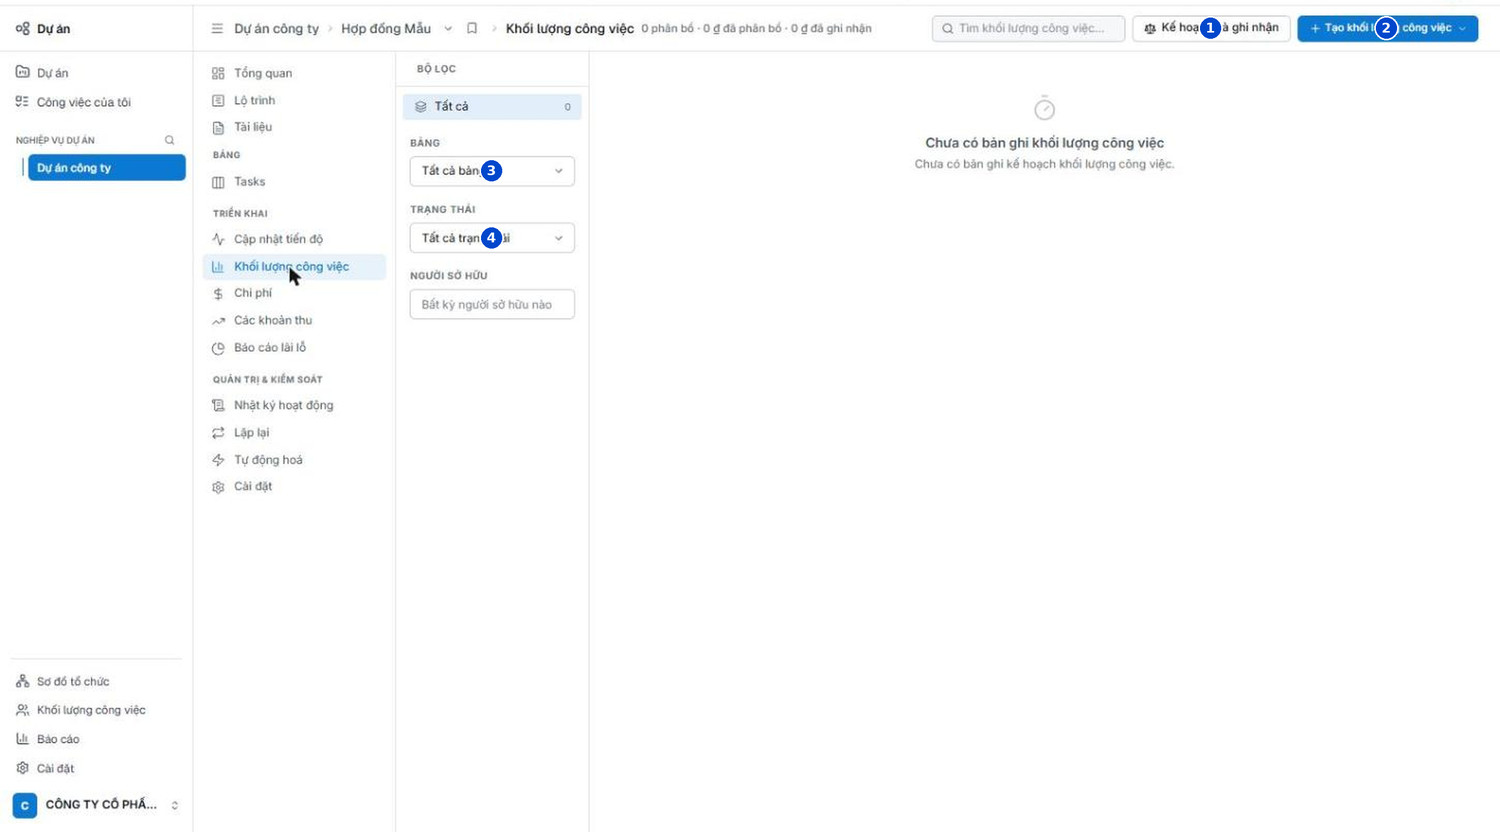 Dự án
Dự án công ty
Hợp đồng Mẫu
Khối lượng công việc
0 phân bổ · 0 ₫ đã phân bổ · 0 ₫ đã ghi nhận
Tìm khối lượng công việc...
Kế 1 ghi nhận
+ Tạo 2 công việc
Dự án
Công việc của tôi
NGHIỆP VỤ DỰ ÁN
Dự án công ty
Tổng quan
Lộ trình
Tài liệu
BẢNG
Tasks
TRIỂN KHAI
Cập nhật tiến độ
Khối lượng công việc
Chi phí
Các khoản thu
Báo cáo lãi lỗ
QUẢN TRỊ & KIỂM SOÁT
Nhật ký hoạt động
Lặp lại
Tự động hoá
Cài đặt
BỘ LỌC
Tất cả 0
BẢNG
Tất cả 3
TRẠNG THÁI
Tất cả 4
NGƯỜI SỞ HỮU
Bất kỳ người sở hữu nào
Chưa có bản ghi khối lượng công việc
Chưa có bản ghi kế hoạch khối lượng công việc.
Sơ đồ tổ chức
Khối lượng công việc
Báo cáo
Cài đặt
C CÔNG TY CỔ PHẦ...